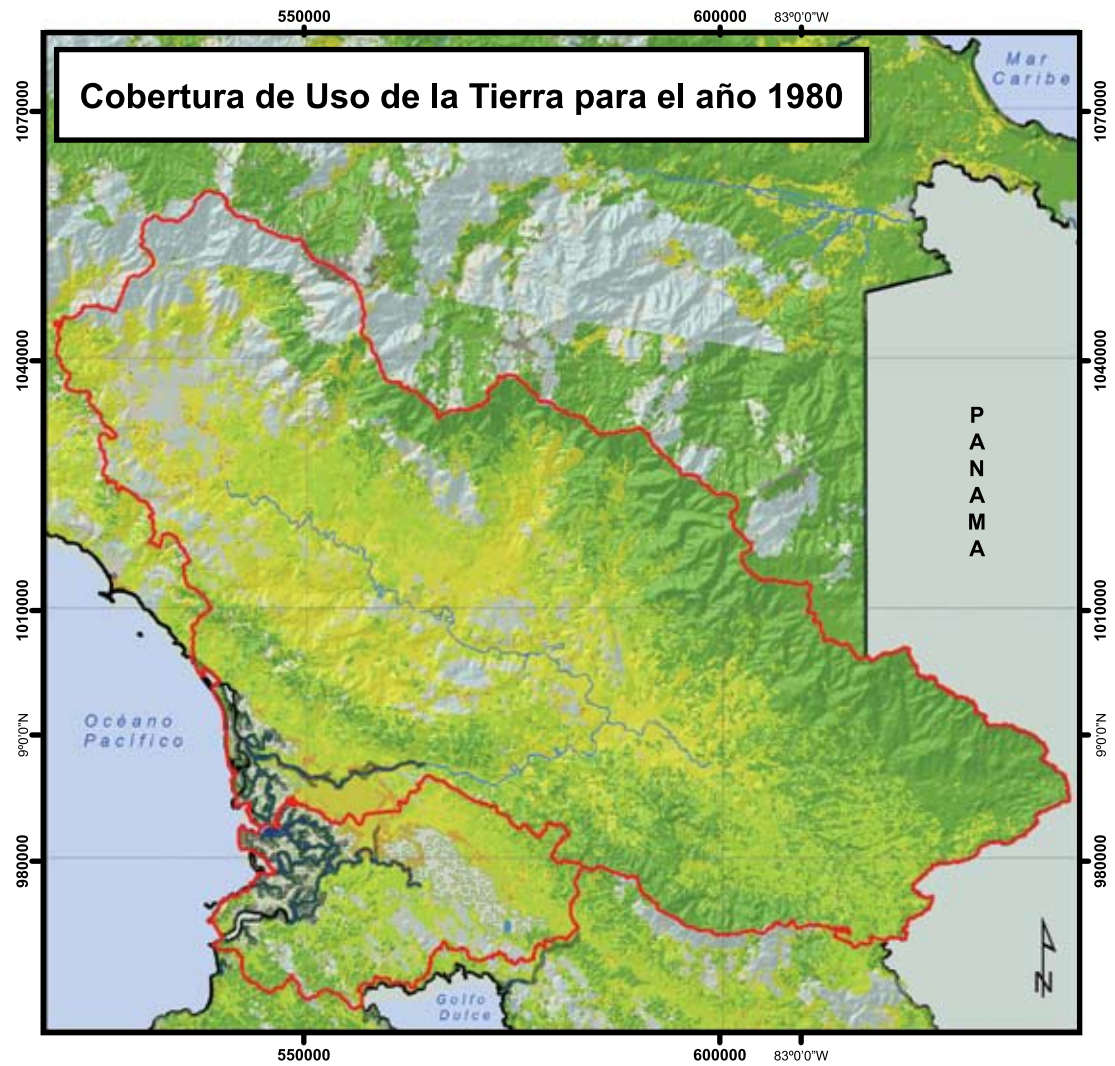 550000
600000
83º0'0"W
Mar
Caribe
Cobertura de Uso de la Tierra para el año 1980
1070000
1070000
1040000
1040000
P
A
N
A
M
A
1010000
1010000
Océano
Pacífico
9º0'0"N
9º0'0"N
980000
980000
N
Golfo
Dulce
550000
600000
83º0'0"W